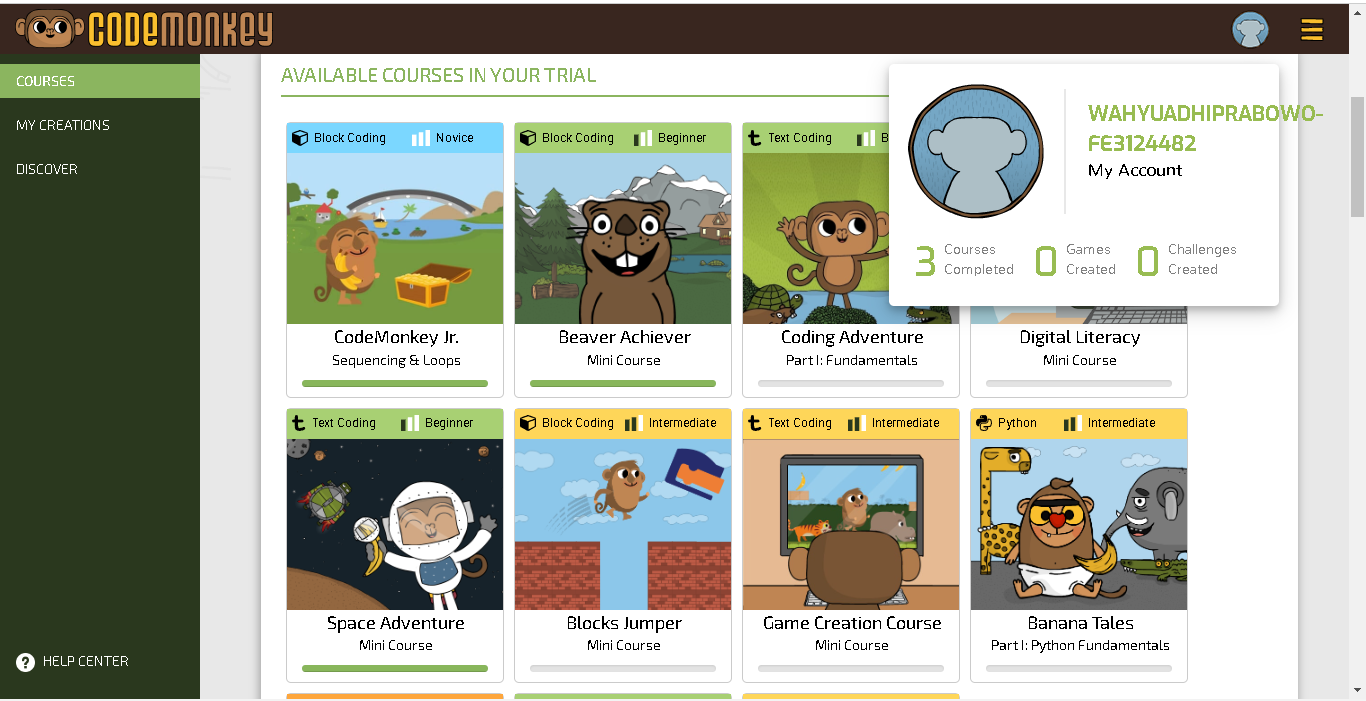 CODEMONKEY
COURSES
MY CREATIONS
DISCOVER
HELP CENTER
AVAILABLE COURSES IN YOUR TRIAL
WAHYUADHIPRABOWO-
FE3124482
My Account
3 Courses Completed
0 Games Created
0 Challenges Created
Block Coding Novice
CodeMonkey Jr.
Sequencing & Loops
Block Coding Beginner
Beaver Achiever
Mini Course
Text Coding B
Coding Adventure
Part I: Fundamentals
Digital Literacy
Mini Course
Text Coding Beginner
Space Adventure
Mini Course
Block Coding Intermediate
Blocks Jumper
Mini Course
Text Coding Intermediate
Game Creation Course
Mini Course
Python Intermediate
Banana Tales
Part I: Python Fundamentals